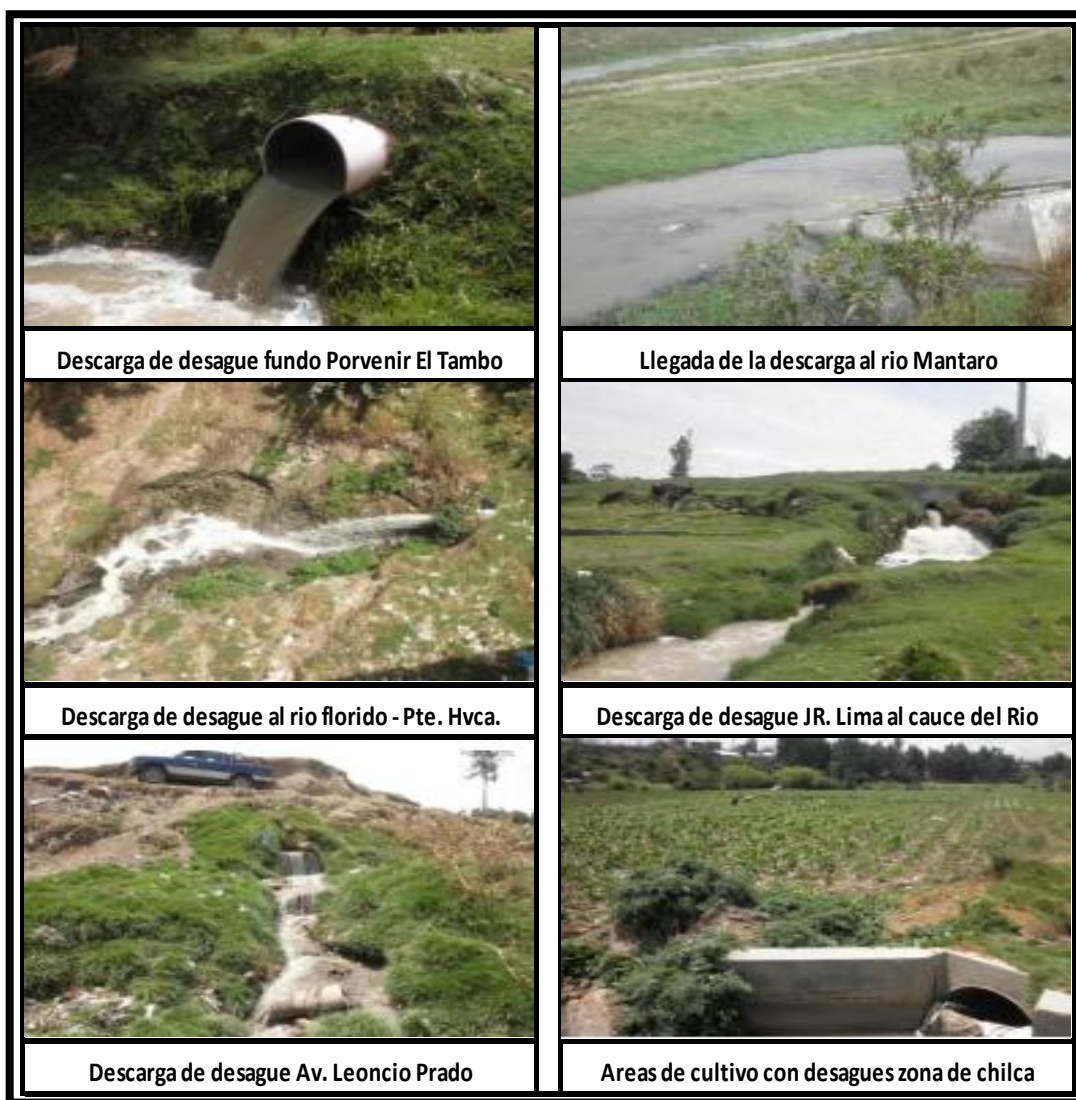 Descarga de desague fundo Porvenir El Tambo
Llegada de la descarga al rio Mantaro
Descarga de desague al rio florido - Pte. Hvca.
Descarga de desague JR. Lima al cauce del Rio
Descarga de desague Av. Leoncio Prado
Areas de cultivo con desagues zona de chilca